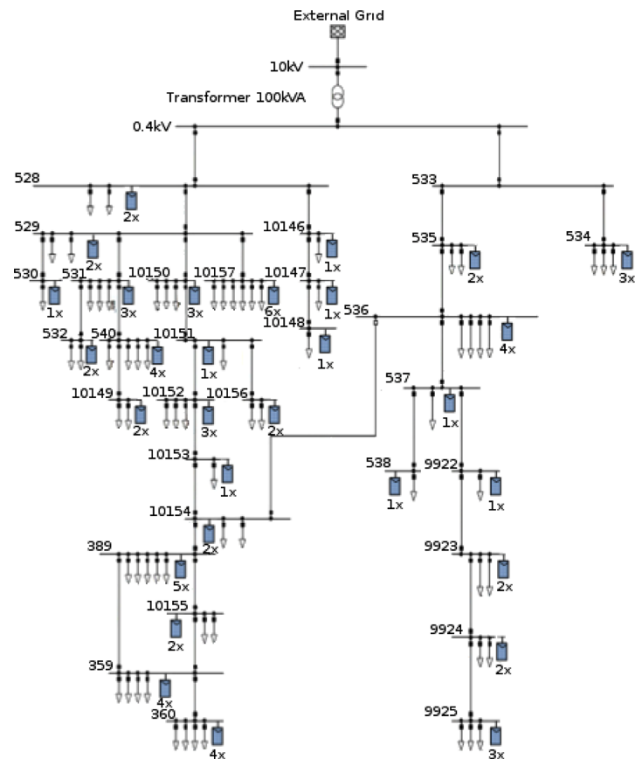 External Grid
10kV
Transformer 100kVA
0.4kV
528
2x
533
529
2x
10146
1x
535
2x
534
3x
530
1x
531
3x
10150
3x
10157
6x
10147
1x
536
4x
532
2x
540
4x
10151
1x
10148
1x
537
1x
10149
2x
10152
3x
10156
2x
10153
1x
538
1x
9922
1x
10154
2x
389
5x
9923
2x
10155
2x
9924
2x
359
4x
360
4x
9925
3x